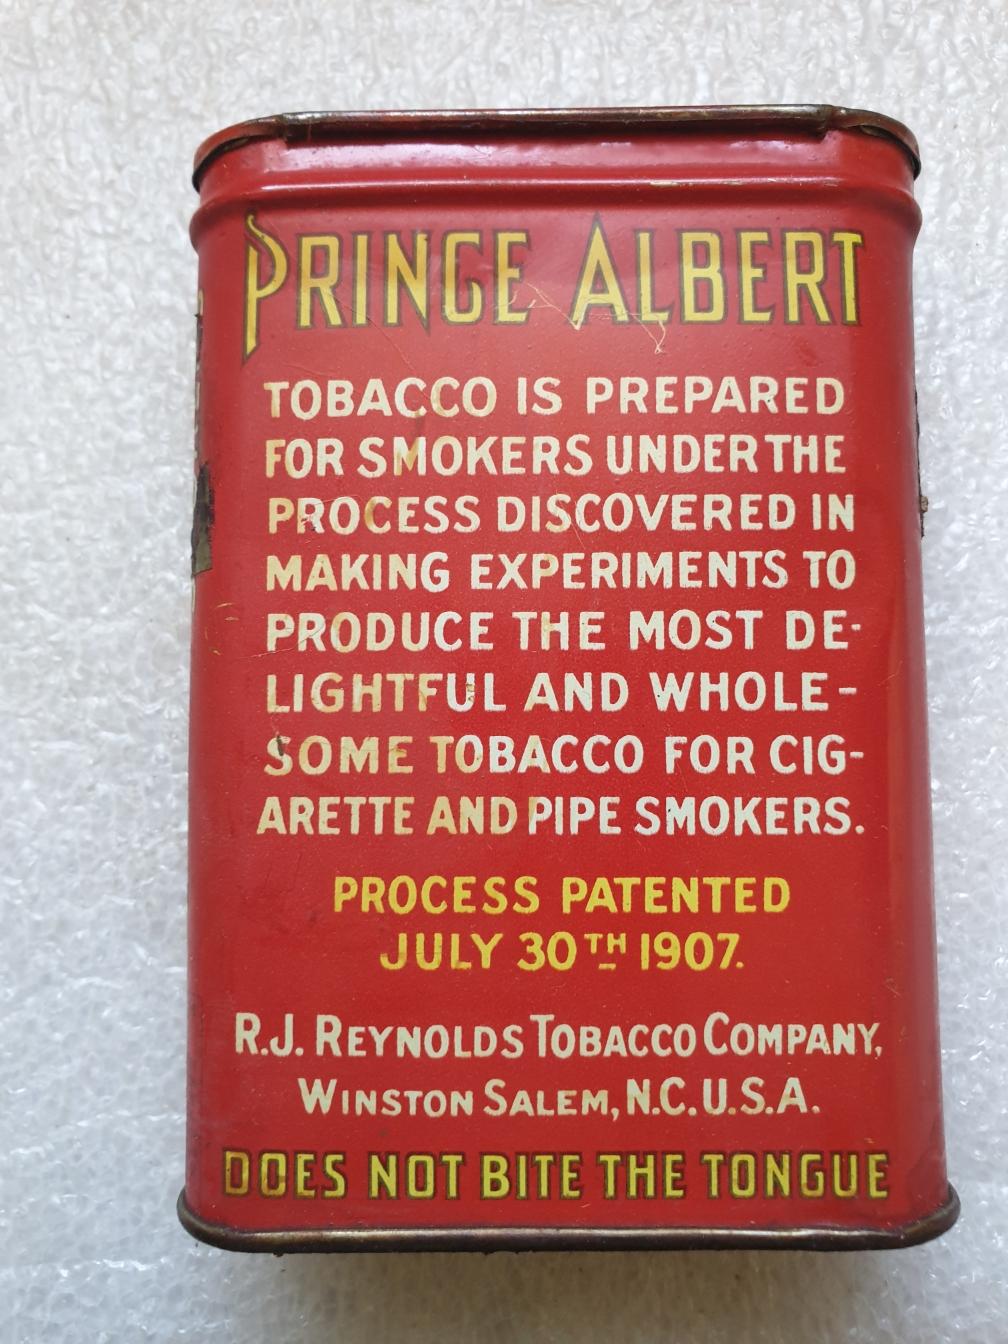 PRINCE ALBERT
TOBACCO IS PREPARED
FOR SMOKERS UNDER THE
PROCESS DISCOVERED IN
MAKING EXPERIMENTS TO
PRODUCE THE MOST DE-
LIGHTFUL AND WHOLE-
SOME TOBACCO FOR CIG-
ARETTE AND PIPE SMOKERS.
PROCESS PATENTED
JULY 30TH 1907.
R.J. REYNOLDS TOBACCO COMPANY,
WINSTON SALEM, N.C. U.S.A.
DOES NOT BITE THE TONGUE